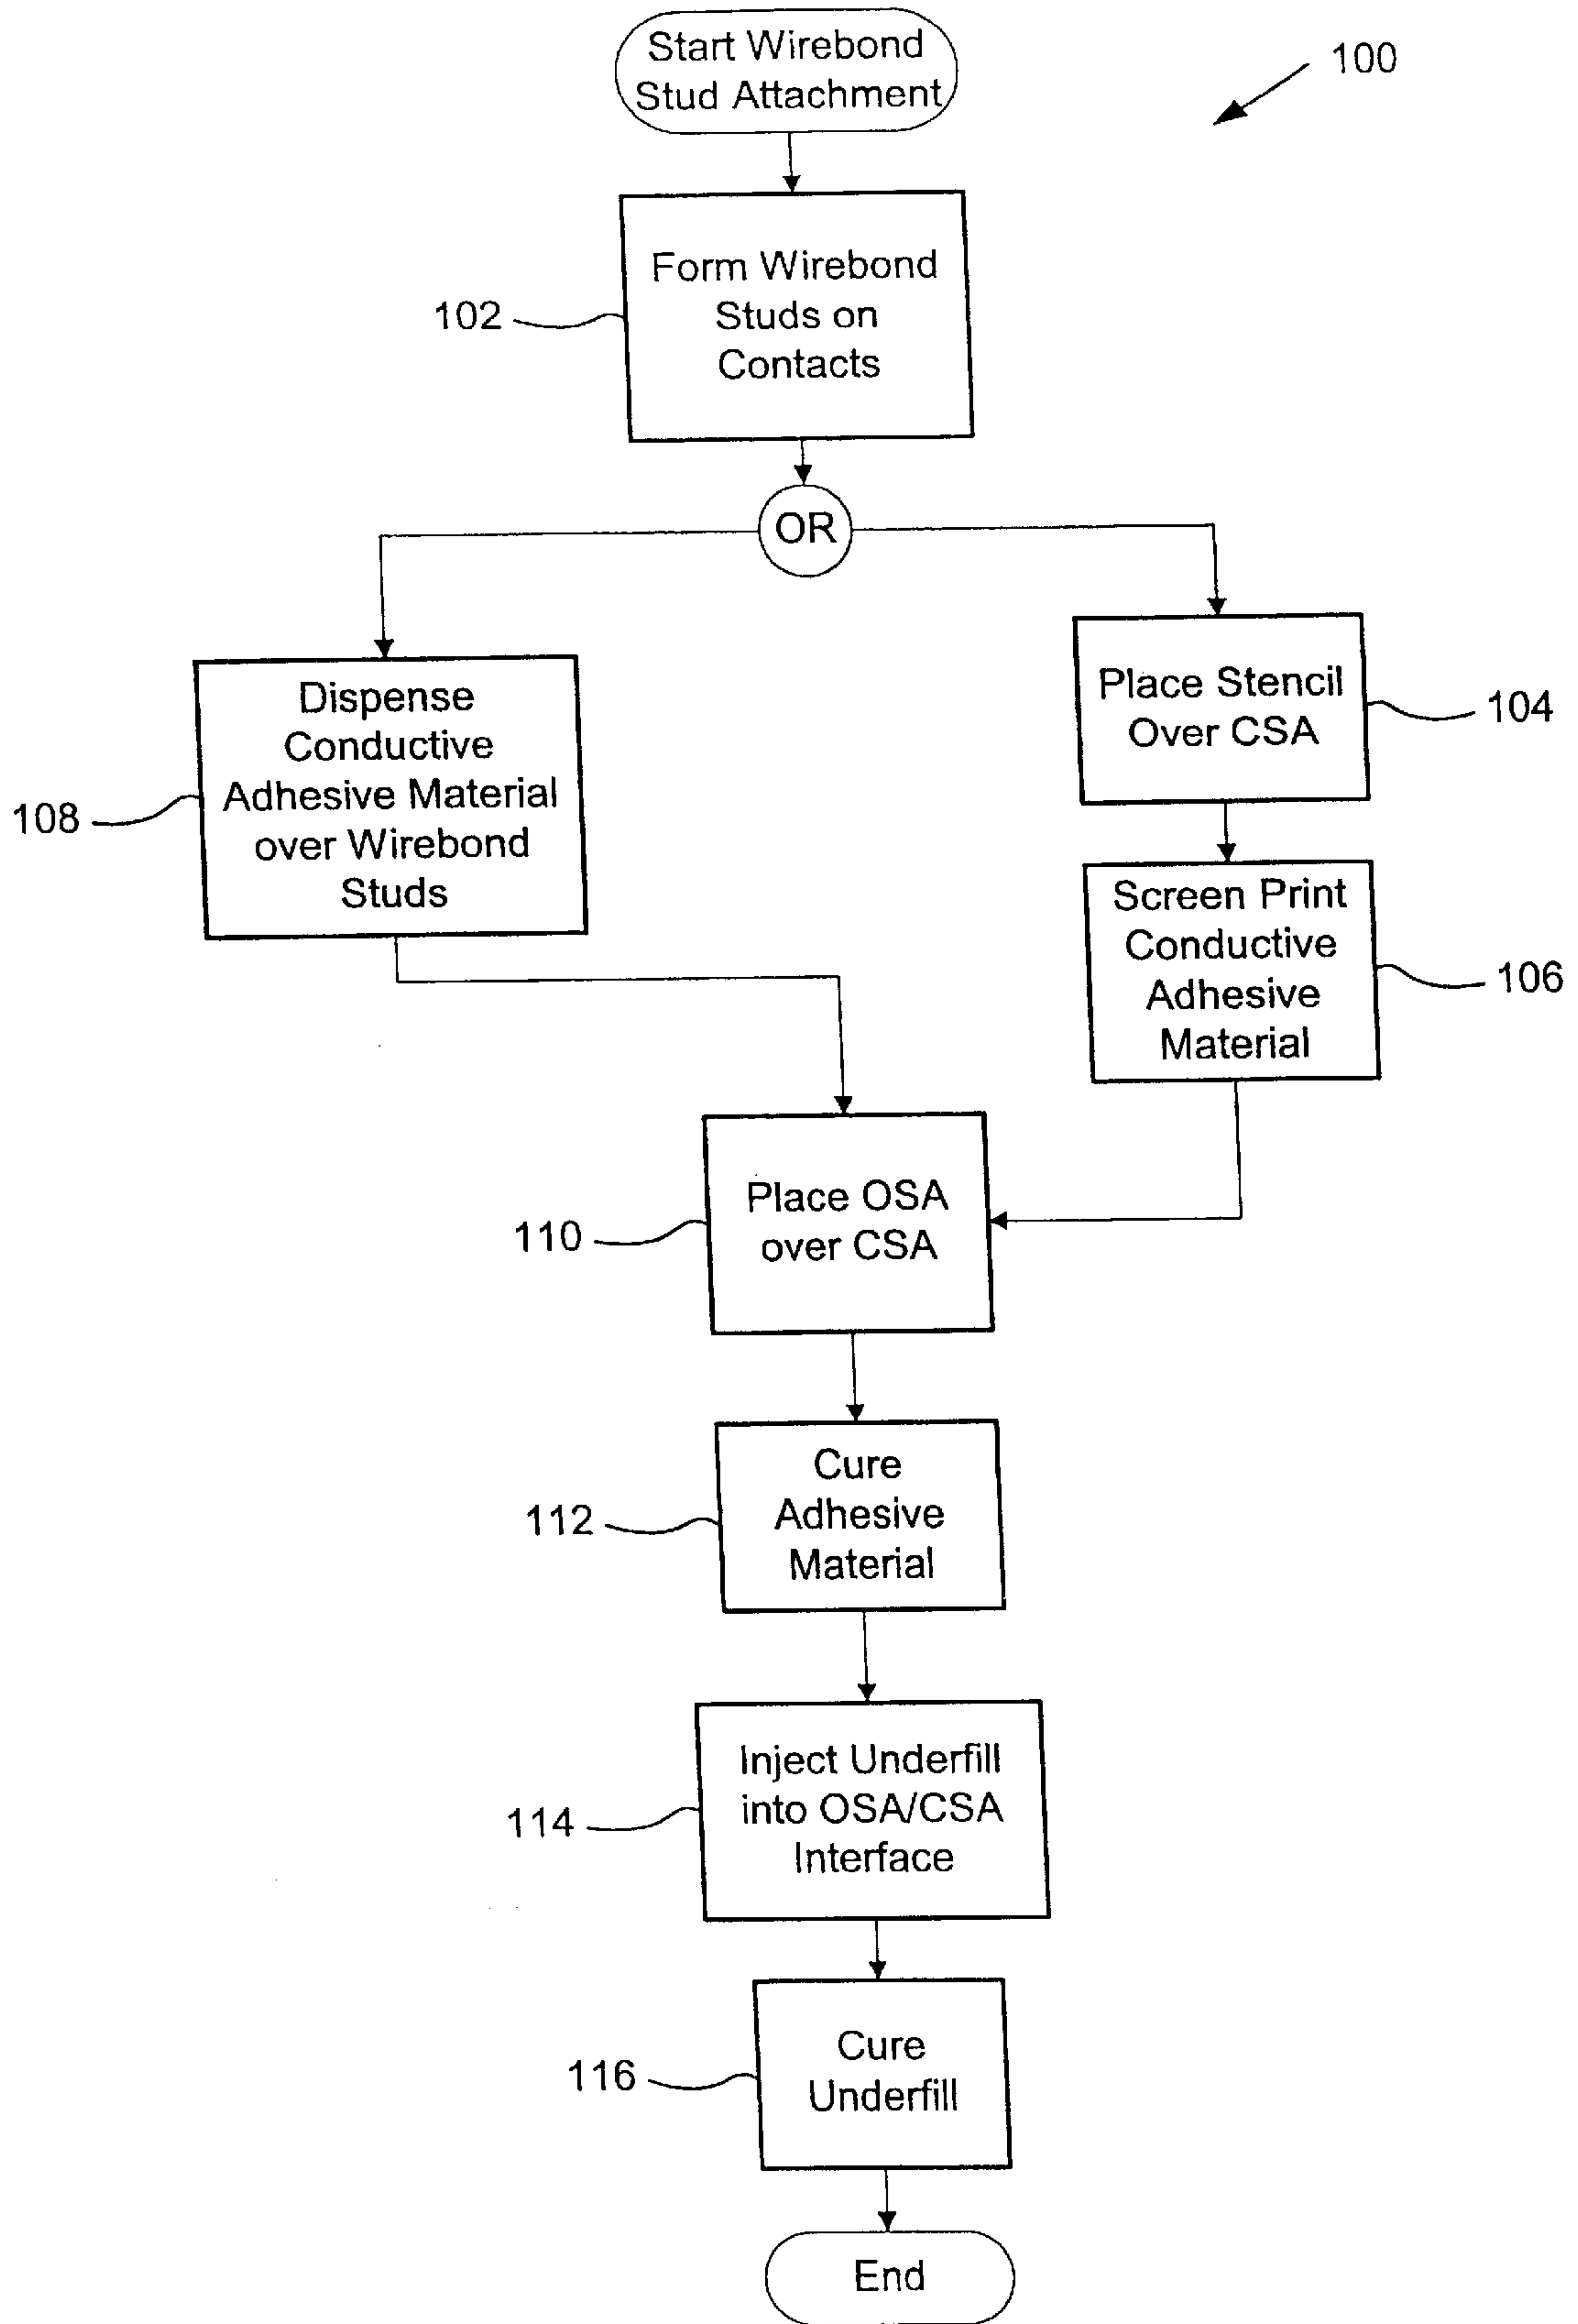 Start Wirebond
Stud Attachment
100
Form Wirebond
Studs on
Contacts
102
OR
Dispense
Conductive
Adhesive Material
over Wirebond
Studs
108
Place Stencil
Over CSA
104
Screen Print
Conductive
Adhesive
Material
106
Place OSA
over CSA
110
Cure
Adhesive
Material
112
Inject Underfill
into OSA/CSA
Interface
114
Cure
Underfill
116
End